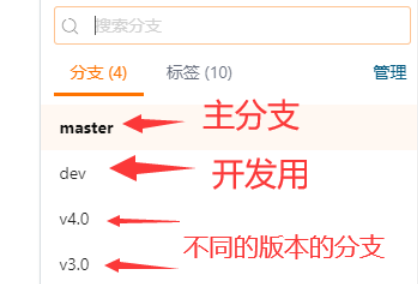 搜索分支
分支 (4) 标签 (10) 管理
master 主分支
dev 开发用
v4.0
不同的版本的分支
v3.0